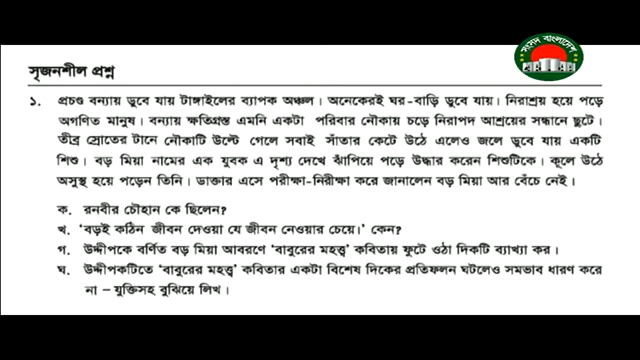 সংসদ বাংলাদেশ
সৃজনশীল প্রশ্ন
১. প্রচণ্ড বন্যায় ডুবে যায় টাঙ্গাইলের ব্যাপক অঞ্চল। অনেকেরই ঘর-বাড়ি ডুবে যায়। নিরাশ্রয় হয়ে পড়ে
অগণিত মানুষ। বন্যায় ক্ষতিগ্রস্ত এমনি একটা পরিবার নৌকায় চড়ে নিরাপদ আশ্রয়ের সন্ধানে ছুটে।
তীব্র স্রোতের টানে নৌকাটি উল্টে গেলে সবাই সাঁতার কেটে উঠে এলেও জলে ডুবে যায় একটি
শিশু। বড় মিয়া নামের এক যুবক এ দৃশ্য দেখে ঝাঁপিয়ে পড়ে উদ্ধার করেন শিশুটিকে। কূলে উঠে
অসুস্থ হয়ে পড়েন তিনি। ডাক্তার এসে পরীক্ষা-নিরীক্ষা করে জানালেন বড় মিয়া আর বেঁচে নেই।
ক. রনবীর চৌহান কে ছিলেন?
খ. ‘বড়ই কঠিন জীবন দেওয়া যে জীবন নেওয়ার চেয়ে।’ কেন?
গ. উদ্দীপকে বর্ণিত বড় মিয়া আবরণে ‘বাবুরের মহত্ত্ব’ কবিতায় ফুটে ওঠা দিকটি ব্যাখ্যা কর।
ঘ. উদ্দীপকটিতে ‘বাবুরের মহত্ত্ব’ কবিতার একটা বিশেষ দিকের প্রতিফলন ঘটলেও সমভাব ধারণ করে
না – যুক্তিসহ বুঝিয়ে লিখ।